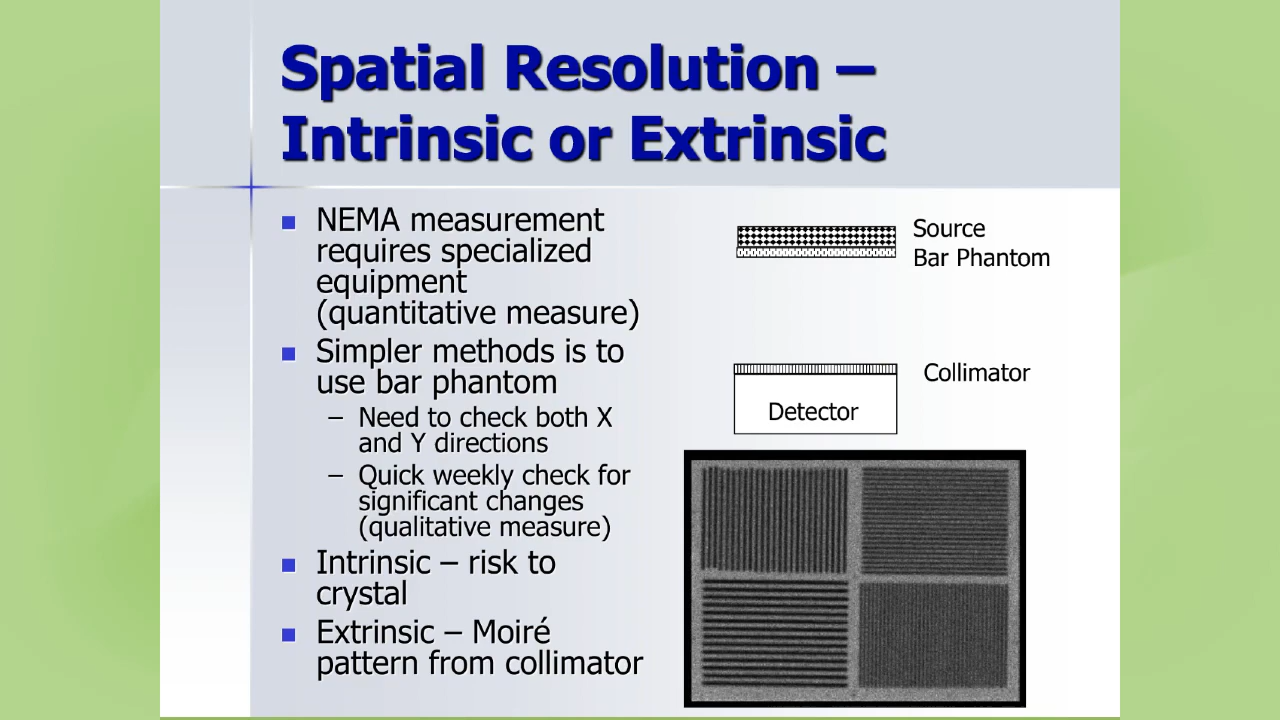 Spatial Resolution –
Intrinsic or Extrinsic
NEMA measurement
requires specialized
equipment
(quantitative measure)
Simpler methods is to
use bar phantom
– Need to check both X
and Y directions
– Quick weekly check for
significant changes
(qualitative measure)
Intrinsic – risk to
crystal
Extrinsic – Moiré
pattern from collimator
Source
Bar Phantom
Collimator
Detector